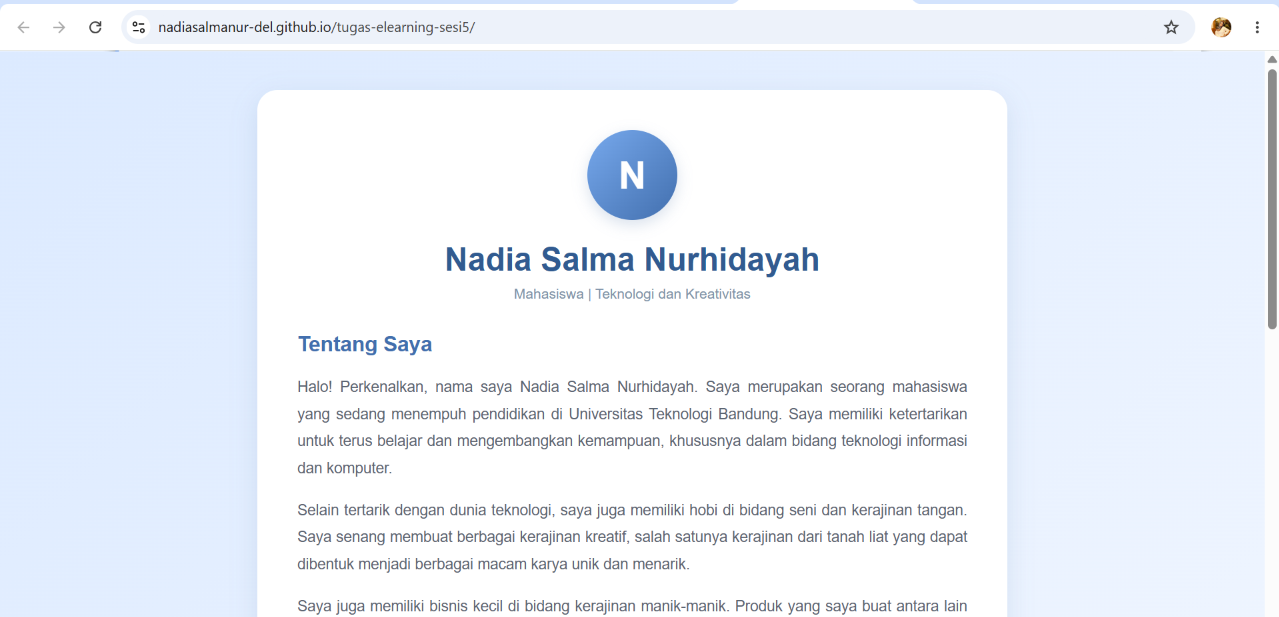 nadiasalmanur-del.github.io/tugas-elearning-sesi5/
N
Nadia Salma Nurhidayah
Mahasiswa | Teknologi dan Kreativitas
Tentang Saya
Halo! Perkenalkan, nama saya Nadia Salma Nurhidayah. Saya merupakan seorang mahasiswa
yang sedang menempuh pendidikan di Universitas Teknologi Bandung. Saya memiliki ketertarikan
untuk terus belajar dan mengembangkan kemampuan, khususnya dalam bidang teknologi informasi
dan komputer.
Selain tertarik dengan dunia teknologi, saya juga memiliki hobi di bidang seni dan kerajinan tangan.
Saya senang membuat berbagai kerajinan kreatif, salah satunya kerajinan dari tanah liat yang dapat
dibentuk menjadi berbagai macam karya unik dan menarik.
Saya juga memiliki bisnis kecil di bidang kerajinan manik-manik. Produk yang saya buat antara lain